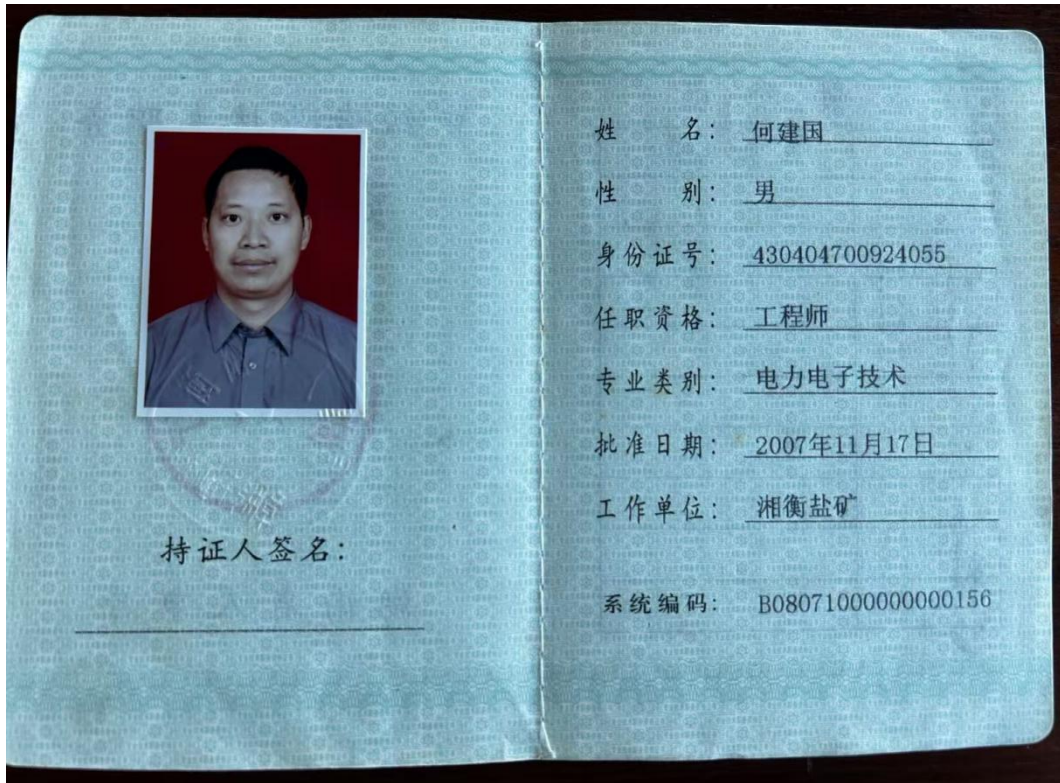 持证人签名:
姓 名: 何建国
性 别: 男
身份证号: 430404700924055
任职资格: 工程师
专业类别: 电力电子技术
批准日期: 2007年11月17日
工作单位: 湘衡盐矿
系统编码: B08071000000000156